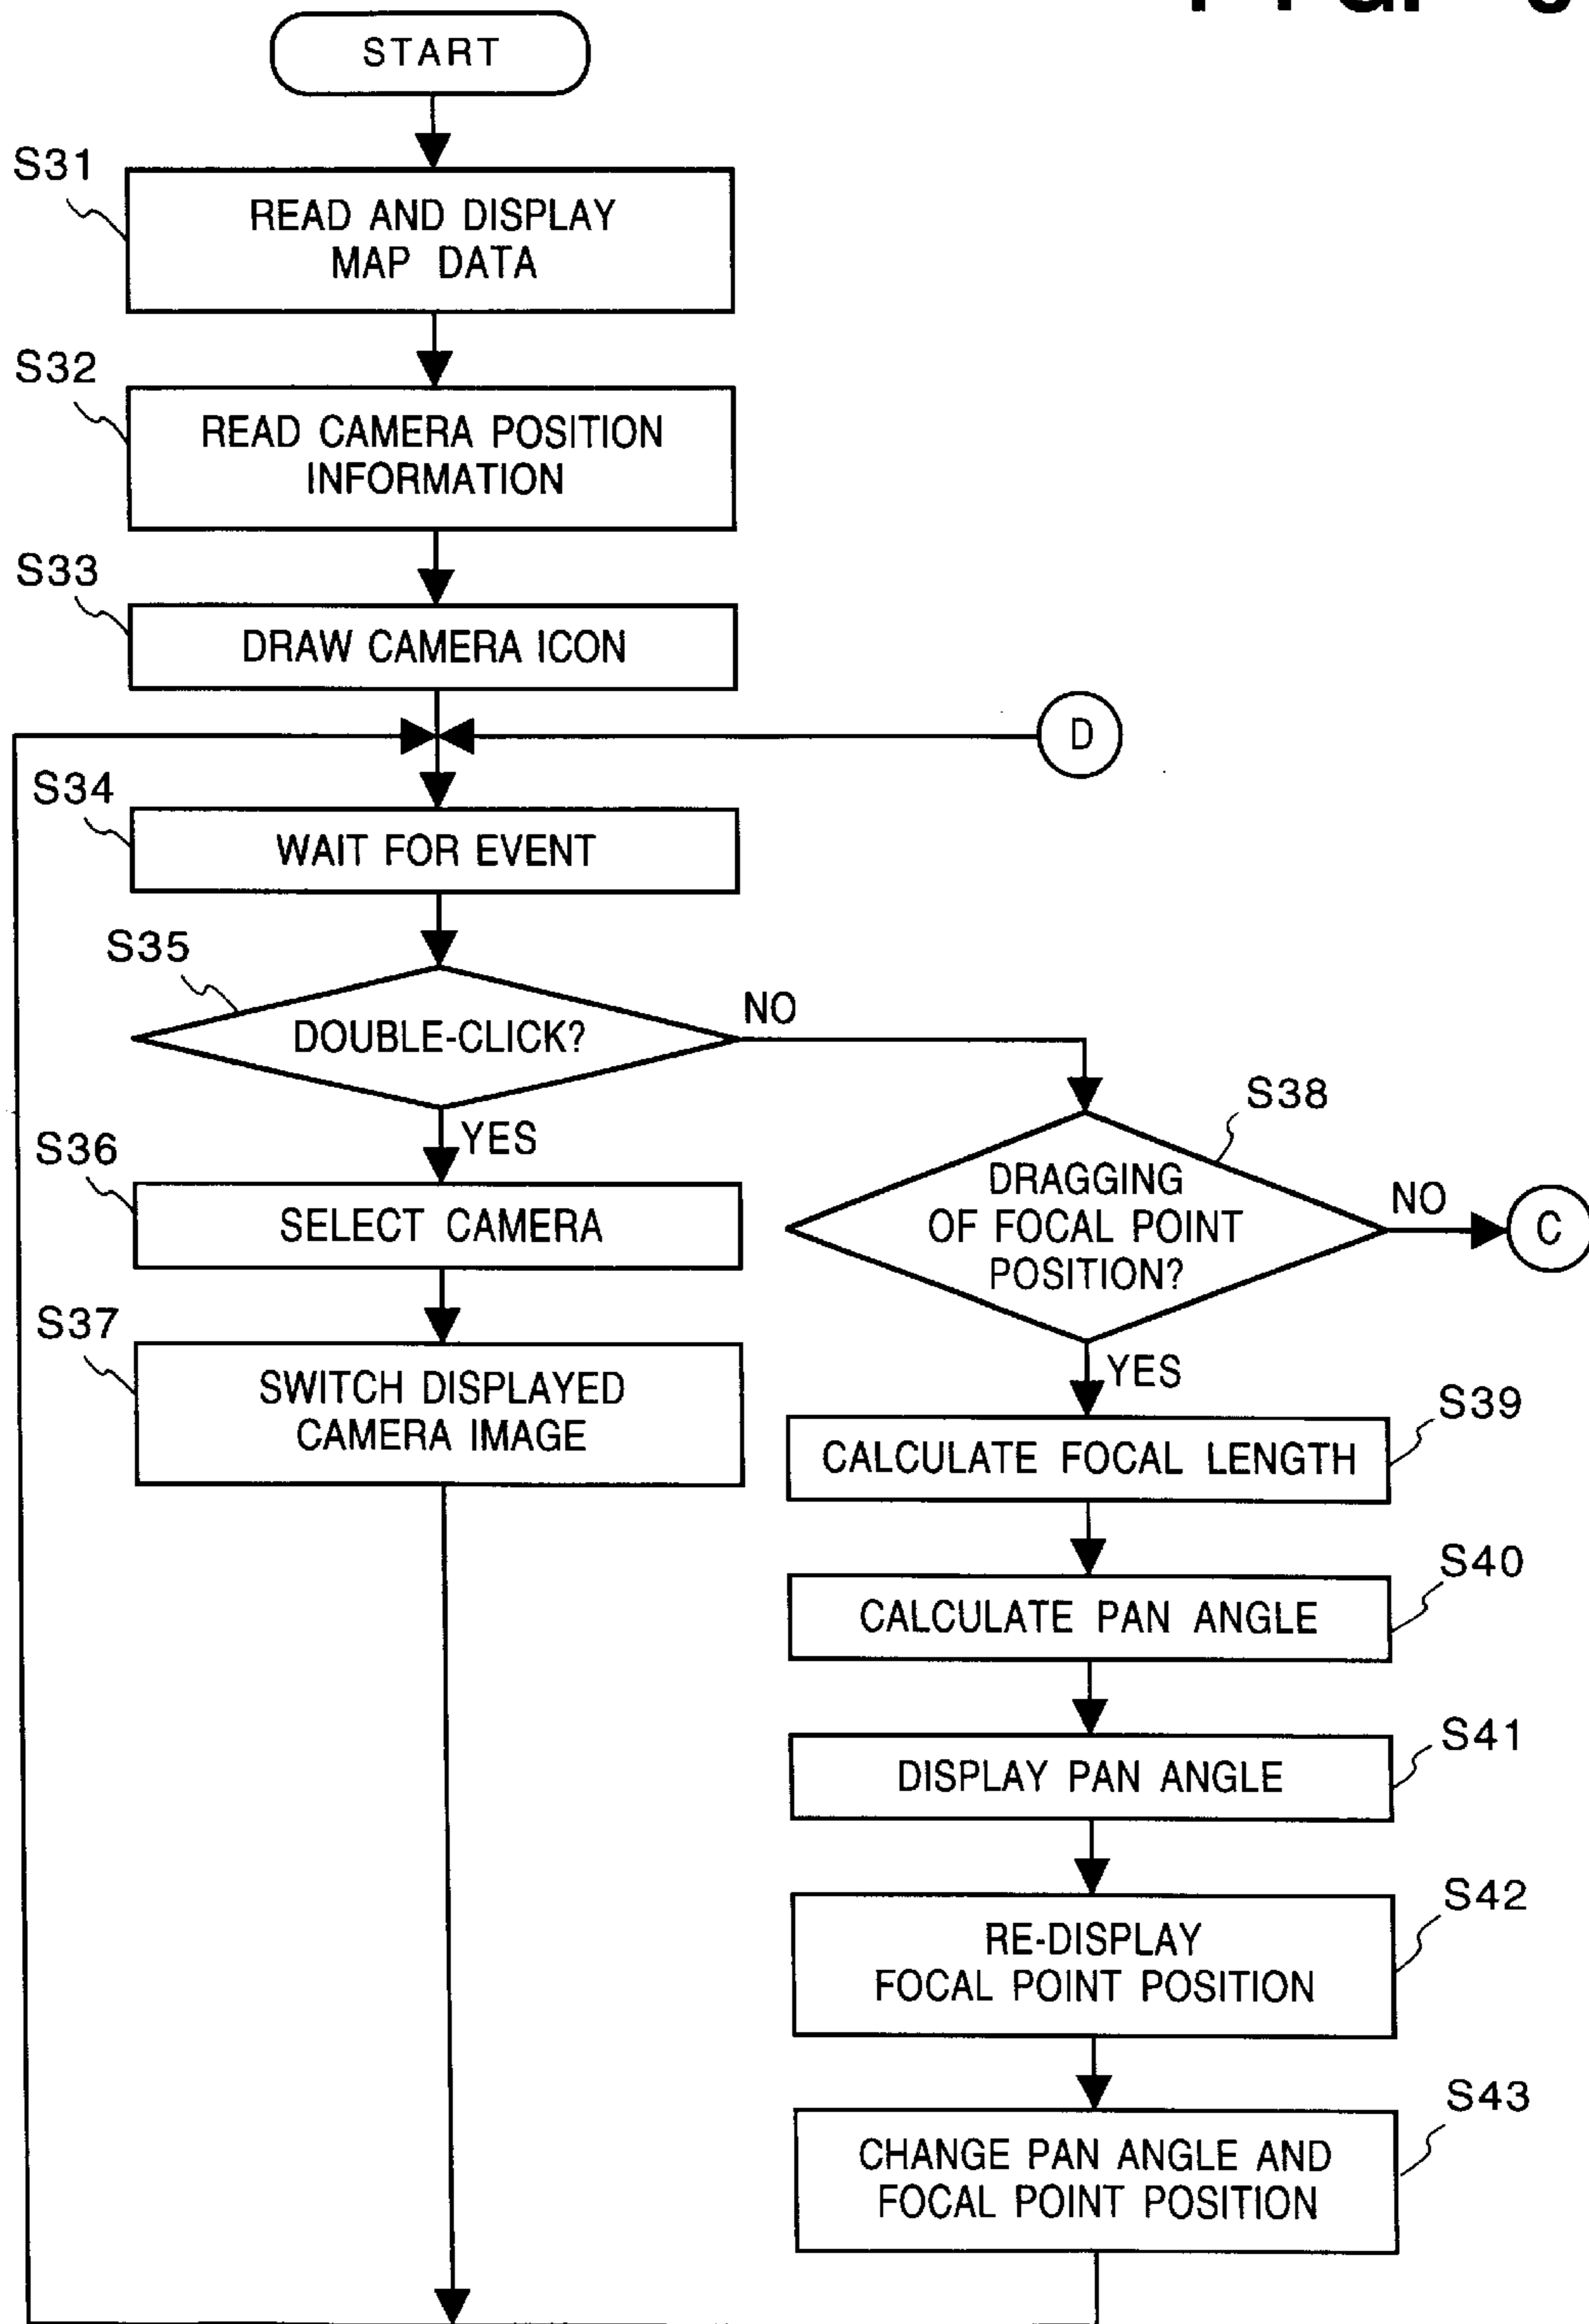 START
S31
READ AND DISPLAY
MAP DATA
S32
READ CAMERA POSITION
INFORMATION
S33
DRAW CAMERA ICON
D
S34
WAIT FOR EVENT
S35
DOUBLE-CLICK?
NO
YES
S36
SELECT CAMERA
S37
SWITCH DISPLAYED
CAMERA IMAGE
S38
DRAGGING
OF FOCAL POINT
POSITION?
NO
C
YES
S39
CALCULATE FOCAL LENGTH
S40
CALCULATE PAN ANGLE
S41
DISPLAY PAN ANGLE
S42
RE-DISPLAY
FOCAL POINT POSITION
S43
CHANGE PAN ANGLE AND
FOCAL POINT POSITION